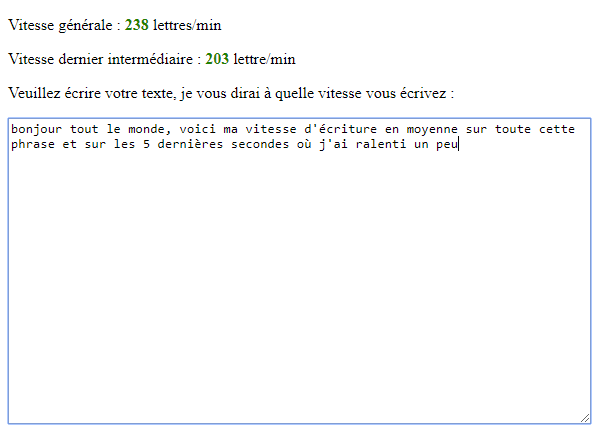 Vitesse générale : 238 lettres/min
Vitesse dernier intermédiaire : 203 lettre/min
Veuillez écrire votre texte, je vous dirai à quelle vitesse vous écrivez :
bonjour tout le monde, voici ma vitesse d'écriture en moyenne sur toute cette
phrase et sur les 5 dernières secondes où j'ai ralenti un peu